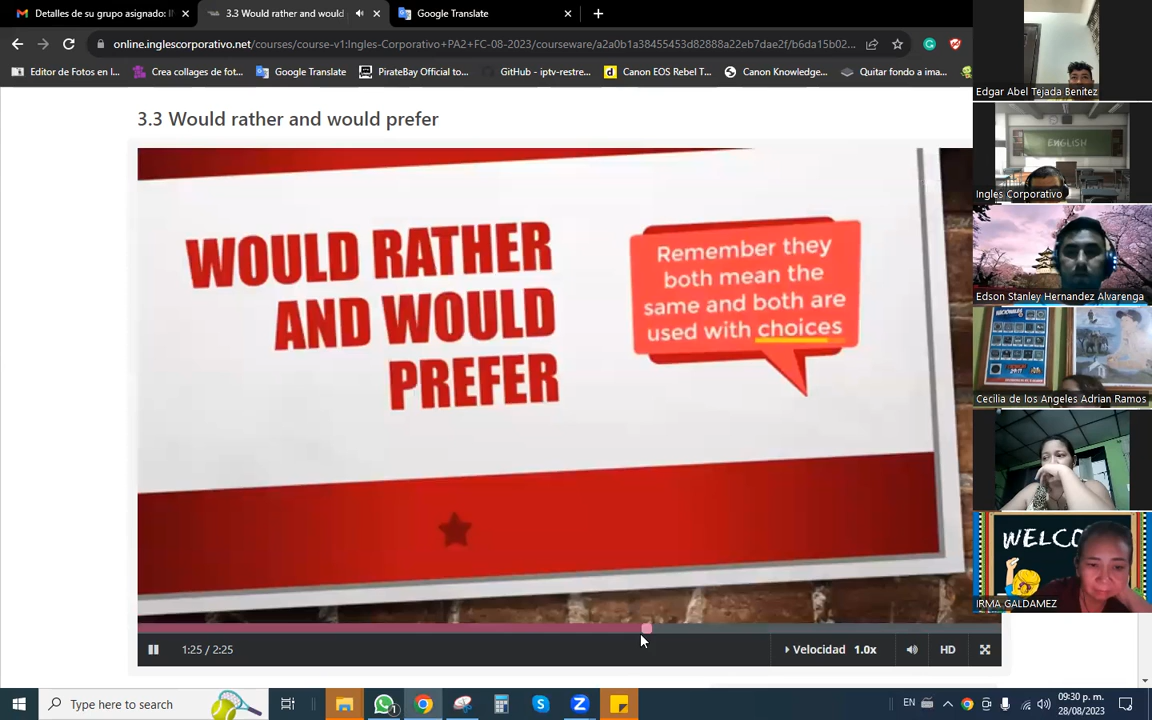 Detalles de su grupo asignado: I
3.3 Would rather and would
Google Translate
online.inglescorporativo.net/courses/course-v1:Ingles-Corporativo+PA2+FC-08-2023/courseware/a2a0b1a38455453d82888a22eb7dae2f/b6da15b02...
Editor de Fotos en l...
Crea collages de fot...
Google Translate
PirateBay Official to...
GitHub - iptv-restre...
Canon EOS Rebel T...
Canon Knowledge...
Quitar fondo a ima...
3.3 Would rather and would prefer
WOULD RATHER
AND WOULD
PREFER
Remember they
both mean the
same and both are
used with choices
1:25 / 2:25
Velocidad 1.0x
HD
Edgar Abel Tejada Benitez
ENGLISH
Ingles Corporativo
Edson Stanley Hernandez Alvarenga
Cecilia de los Angeles Adrian Ramos
WELCO
IRMA GALDAMEZ
Type here to search
1
EN
09:30 p. m.
28/08/2023